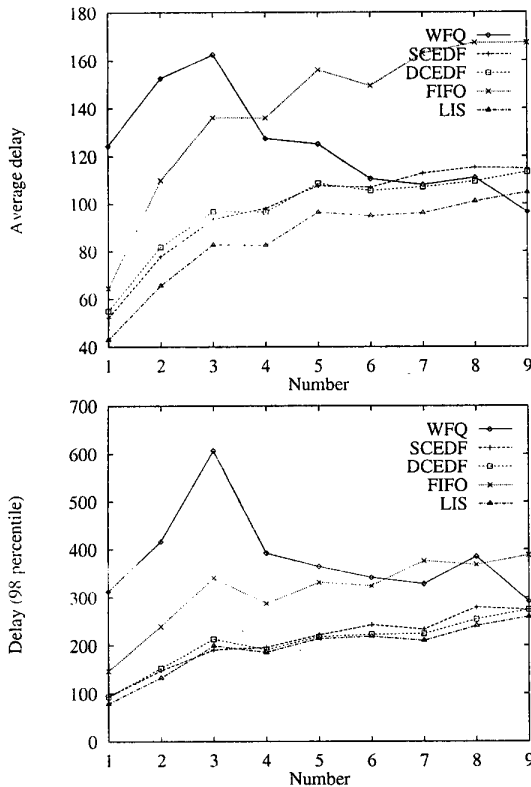 180
160
140
120
100
80
60
40
Average delay
WFQ
SCEDF
DCEDF
FIFO
LIS
1 2 3 4 5 6 7 8 9
Number
700
600
500
400
300
200
100
0
Delay (98 percentile)
WFQ
SCEDF
DCEDF
FIFO
LIS
1 2 3 4 5 6 7 8 9
Number